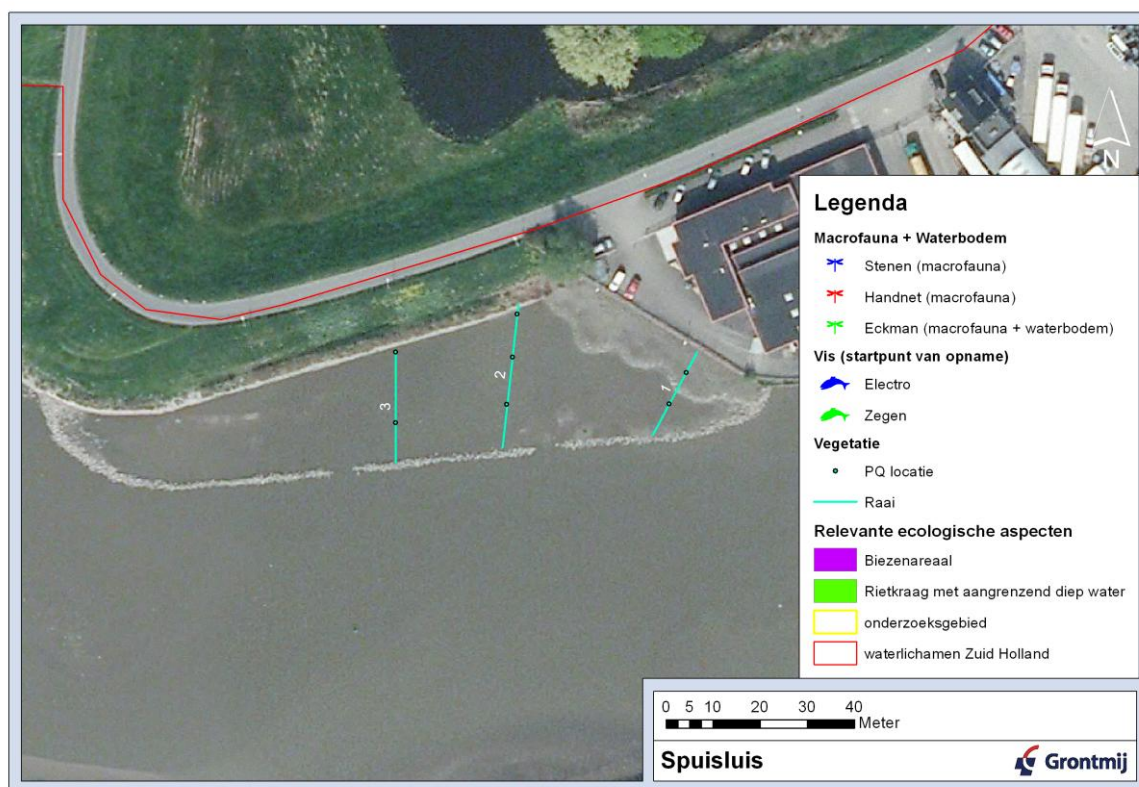 N
Legenda
Macrofauna + Waterbodem
Stenen (macrofauna)
Handnet (macrofauna)
Eckman (macrofauna + waterbodem)
Vis (startpunt van opname)
Electro
Zegen
Vegetatie
PQ locatie
Raai
Relevante ecologische aspecten
Biezenareaal
Rietkraag met aangrenzend diep water
onderzoeksgebied
waterlichamen Zuid Holland
3
2
1
0 5 10 20 30 40
Meter
Spuisluis
Grontmij